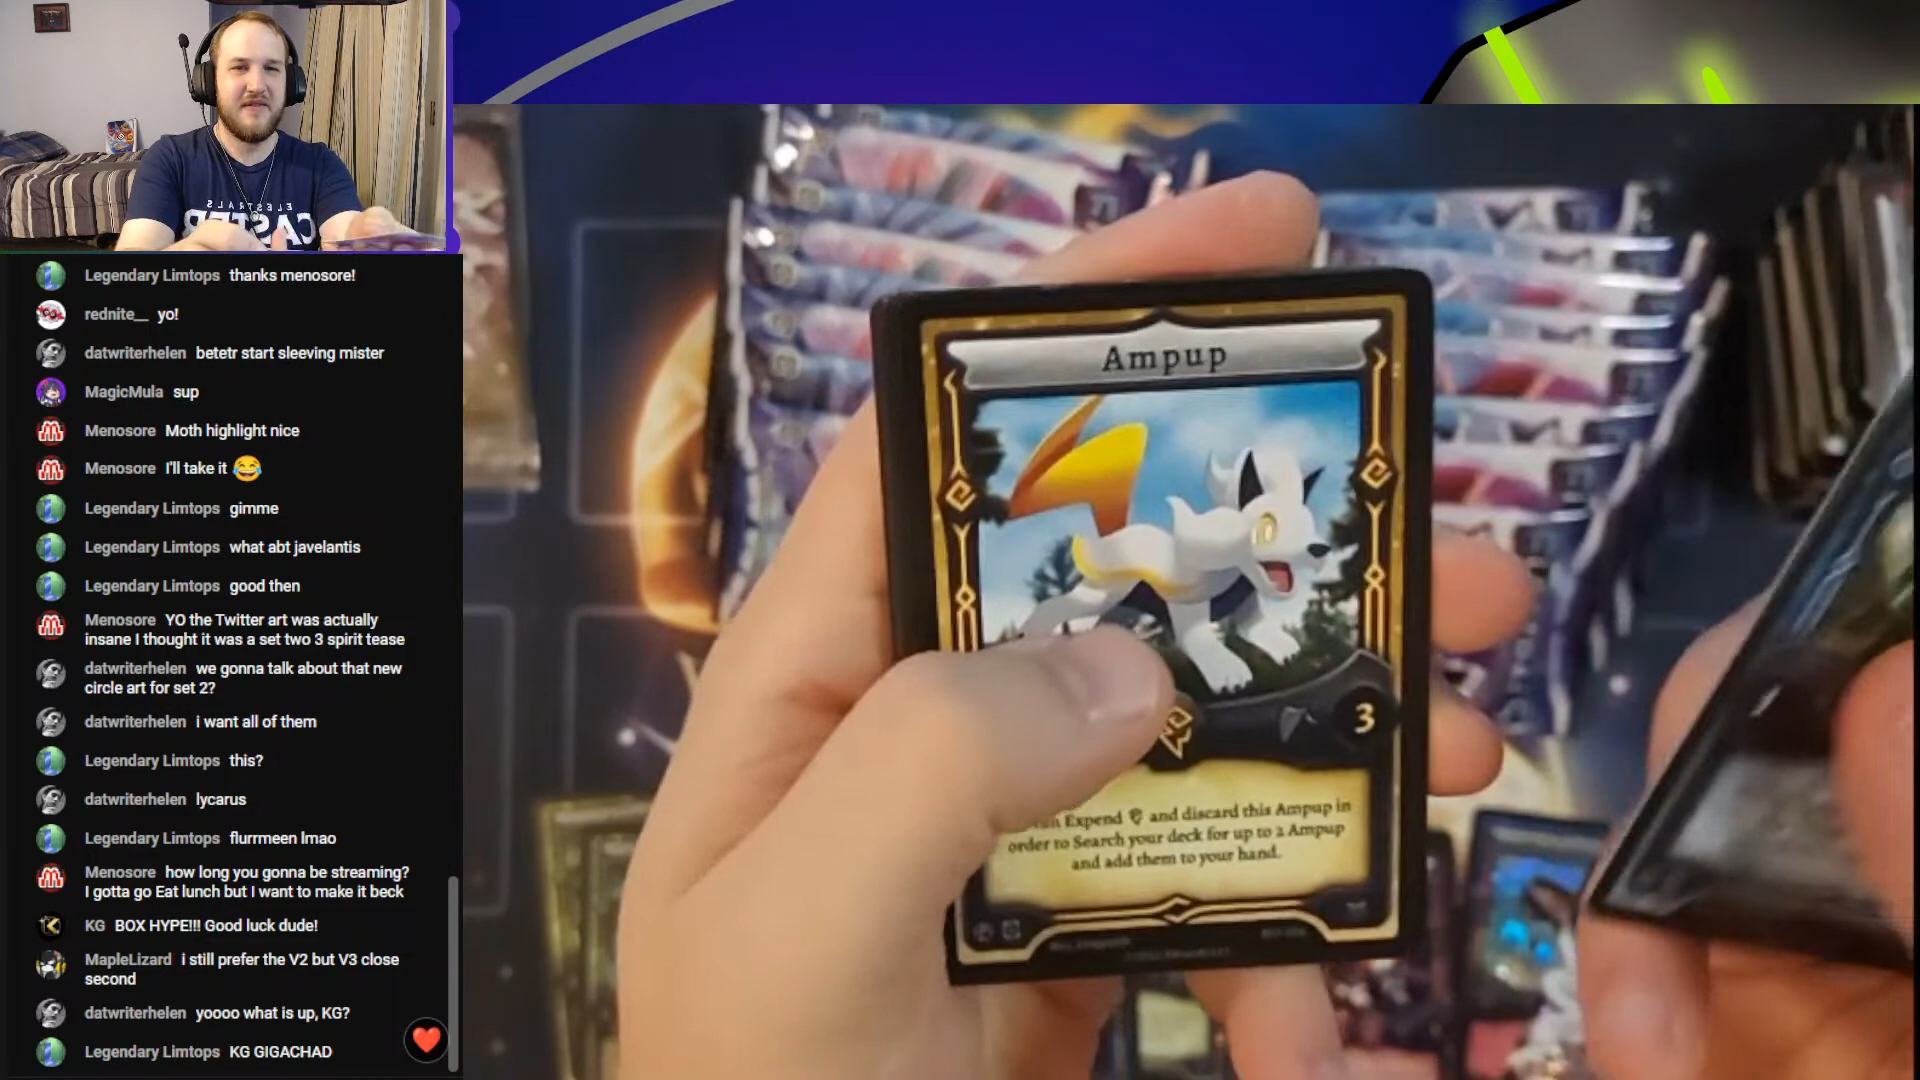 ELESTRALS
CASTED
Legendary Limtops thanks menosore!
rednite__ yo!
datwriterhelen betetr start sleeving mister
MagicMula sup
Menosore Moth highlight nice
Menosore I'll take it 😂
Legendary Limtops gimme
Legendary Limtops what abt javelantis
Legendary Limtops good then
Menosore YO the Twitter art was actually
insane I thought it was a set two 3 spirit tease
datwriterhelen we gonna talk about that new
circle art for set 2?
datwriterhelen i want all of them
Legendary Limtops this?
datwriterhelen lycarus
Legendary Limtops flurrmeen lmao
Menosore how long you gonna be streaming?
I gotta go Eat lunch but I want to make it beck
KG BOX HYPE!!! Good luck dude!
MapleLizard i still prefer the V2 but V3 close
second
datwriterhelen yoooo what is up, KG?
Legendary Limtops KG GIGACHAD
Ampup
3
Expend and discard this Ampup in
order to Search your deck for up to 2 Ampup
and add them to your hand.